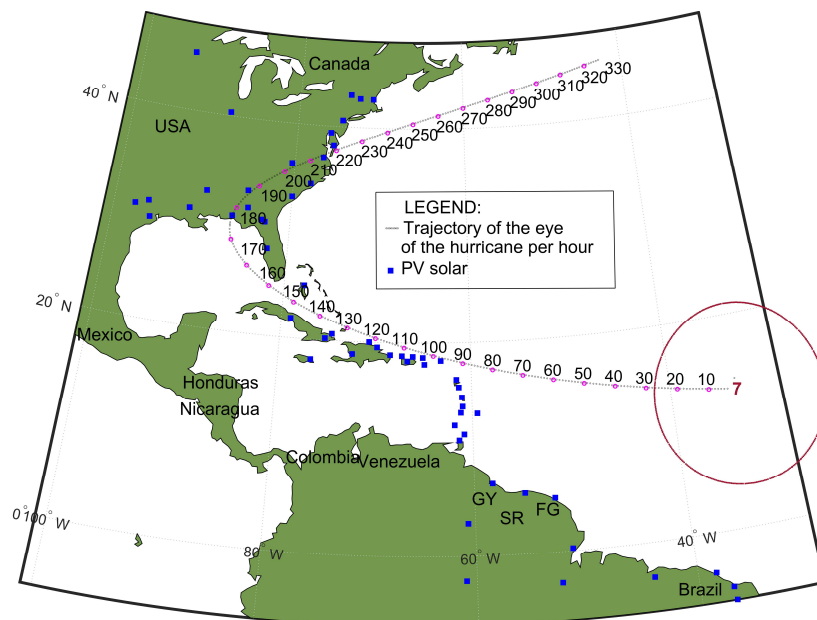 Canada
40° N
USA
330
320
310
300
290
280
270
260
250
240
230
220
210
200
190
180
170
160
150
140
130
120
110
100
90
80
70
60
50
40
30
20
10
7
LEGEND:
Trajectory of the eye
of the hurricane per hour
PV solar
20° N
Mexico
Honduras
Nicaragua
Colombia
Venezuela
GY
SR
FG
0°
100° W
80° W
60° W
40° W
Brazil